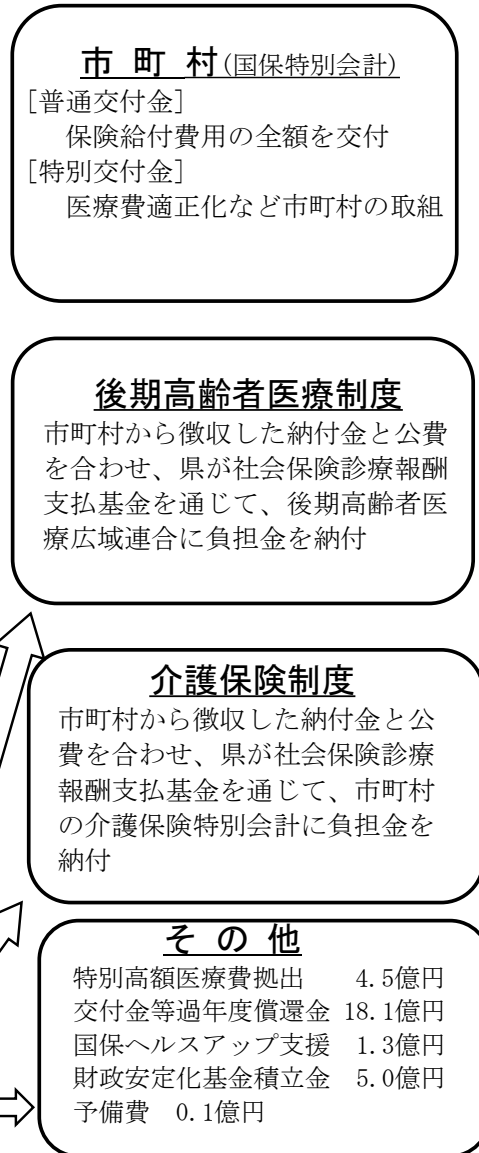 市 町 村(国保特別会計)
[普通交付金]
保険給付費用の全額を交付
[特別交付金]
医療費適正化など市町村の取組
後期高齢者医療制度
市町村から徴収した納付金と公費
を合わせ、県が社会保険診療報酬
支払基金を通じて、後期高齢者医
療広域連合に負担金を納付
介護保険制度
市町村から徴収した納付金と公
費を合わせ、県が社会保険診療
報酬支払基金を通じて、市町村
の介護保険特別会計に負担金を
納付
そ の 他
特別高額医療費拠出 4.5億円
交付金等過年度償還金 18.1億円
国保ヘルスアップ支援 1.3億円
財政安定化基金積立金 5.0億円
予備費 0.1億円